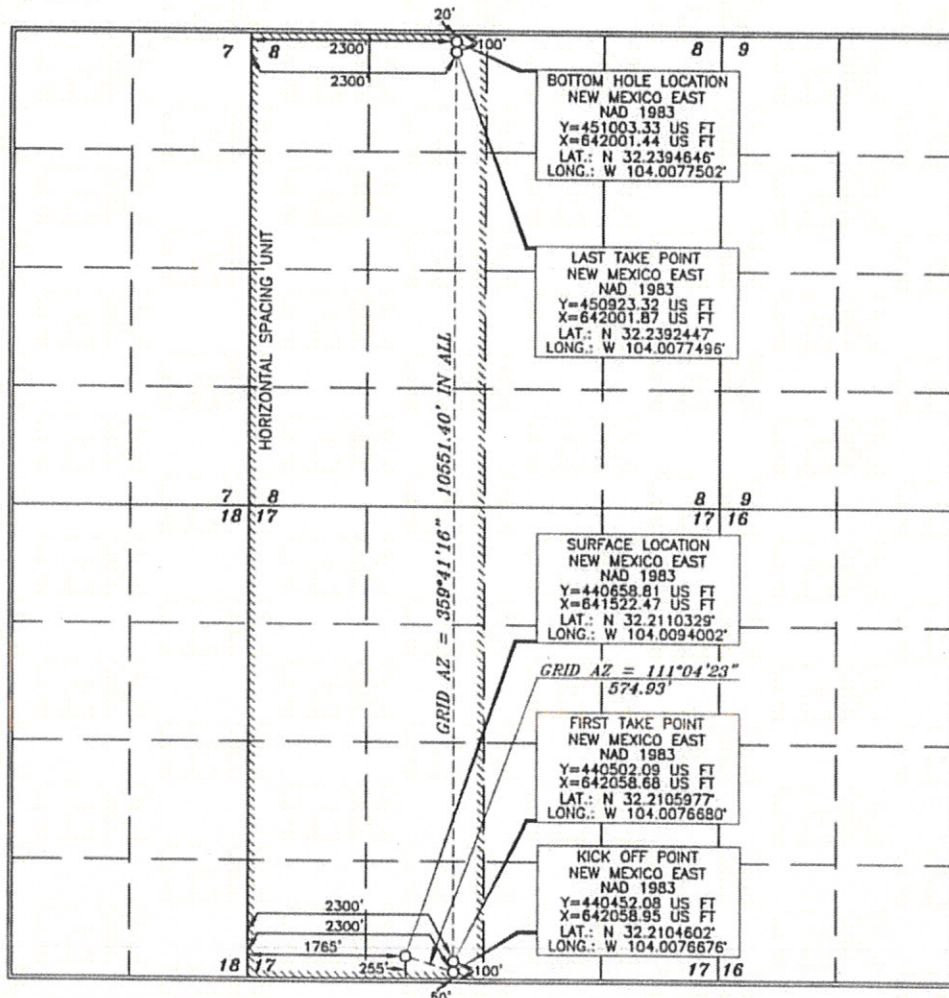 20'
7 8
2300'
100'
8 9
2300'
BOTTOM HOLE LOCATION
NEW MEXICO EAST
NAD 1983
Y=451003.33 US FT
X=642001.44 US FT
LAT.: N 32.2394646°
LONG.: W 104.0077502°
LAST TAKE POINT
NEW MEXICO EAST
NAD 1983
Y=450923.32 US FT
X=642001.87 US FT
LAT.: N 32.2392447°
LONG.: W 104.0077496°
HORIZONTAL SPACING UNIT
GRID AZ = 359°41'16" 10551.40' IN ALL
7 8
18 17
8 9
17 16
SURFACE LOCATION
NEW MEXICO EAST
NAD 1983
Y=440658.81 US FT
X=641522.47 US FT
LAT.: N 32.2110329°
LONG.: W 104.0094002°
GRID AZ = 111°04'23"
574.93'
FIRST TAKE POINT
NEW MEXICO EAST
NAD 1983
Y=440502.09 US FT
X=642058.68 US FT
LAT.: N 32.2105977°
LONG.: W 104.0076680°
KICK OFF POINT
NEW MEXICO EAST
NAD 1983
Y=440452.08 US FT
X=642058.95 US FT
LAT.: N 32.2104602°
LONG.: W 104.0076676°
2300'
2300'
1765'
18 17
255'
100'
17 16
50'